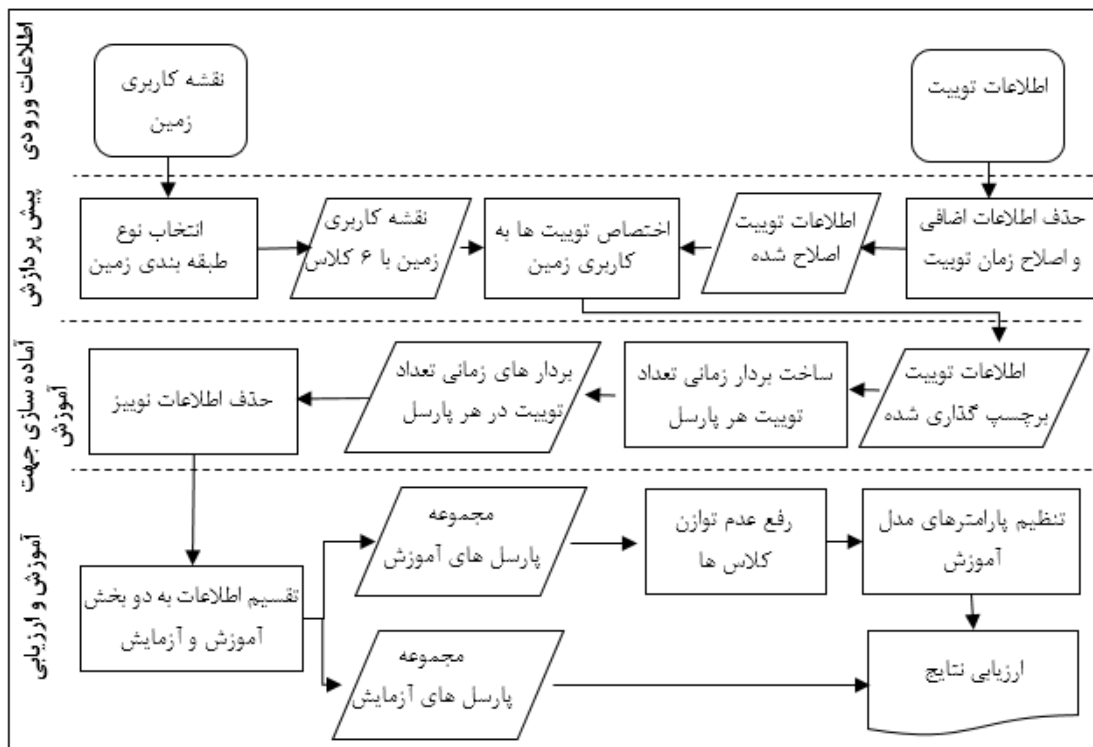 اطلاعات ورودی
اطلاعات توییت
نقشه کاربری
زمین
پیش پردازش
حذف اطلاعات اضافی
و اصلاح زمان توییت
اطلاعات توییت
اصلاح شده
اختصاص توییت ها به
کاربری زمین
نقشه کاربری
زمین با ۶ کلاس
انتخاب نوع
طبقه بندی زمین
آماده سازی جهت
آموزش
اطلاعات توییت
برچسپ گذاری شده
ساخت بردار زمانی تعداد
توییت هر پارسل
بردار های زمانی تعداد
توییت در هر پارسل
حذف اطلاعات نوییز
آموزش و ارزیابی
تقسیم اطلاعات به دو بخش
آموزش و آزمایش
مجموعه
پارسل های آموزش
رفع عدم توازن
کلاس ها
تنظیم پارامترهای مدل
آموزش
مجموعه
پارسل های آزمایش
ارزیابی نتایج